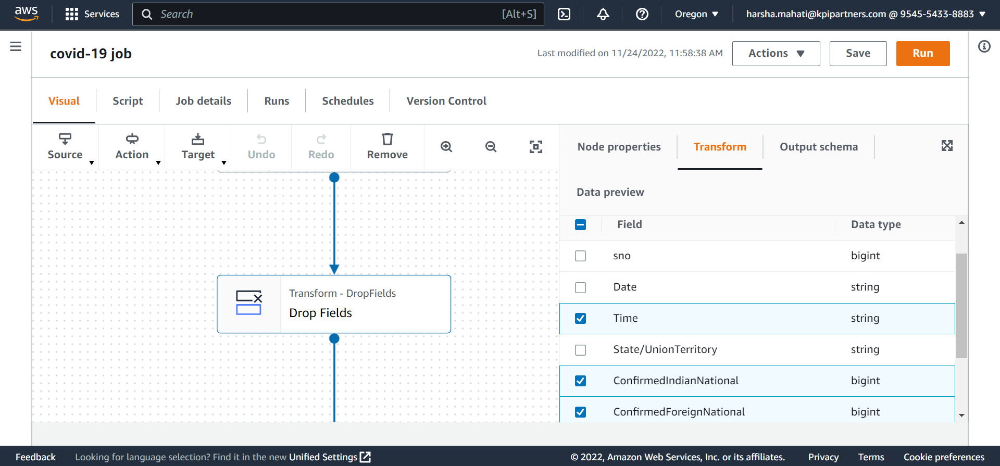 aws
Services
Search [Alt+S]
Oregon
harsha.mahati@kpipartners.com @ 9545-5433-8883
covid-19 job
Last modified on 11/24/2022, 11:58:38 AM
Actions
Save
Run
Visual
Script
Job details
Runs
Schedules
Version Control
Source
Action
Target
Undo
Redo
Remove
Node properties
Transform
Output schema
Data preview
Field Data type
sno bigint
Date string
Time string
State/UnionTerritory string
ConfirmedIndianNational bigint
ConfirmedForeignNational bigint
Transform - DropFields
Drop Fields
Feedback
Looking for language selection? Find it in the new Unified Settings
© 2022, Amazon Web Services, Inc. or its affiliates.
Privacy
Terms
Cookie preferences